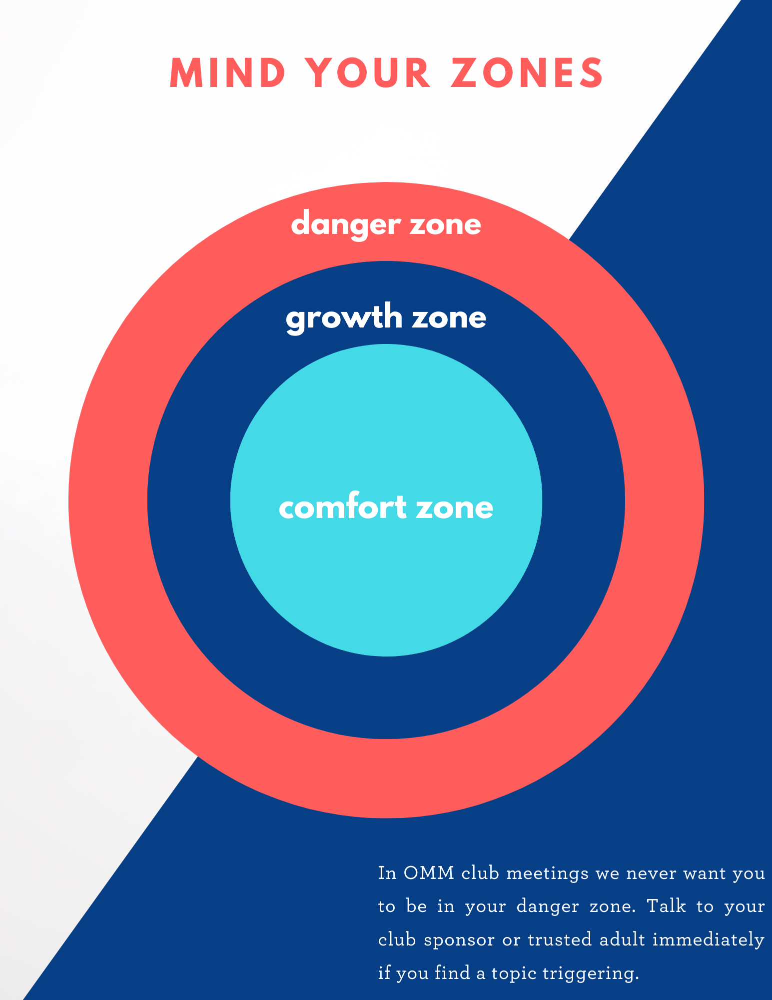 MIND YOUR ZONES
danger zone
growth zone
comfort zone
In OMM club meetings we never want you
to be in your danger zone. Talk to your
club sponsor or trusted adult immediately
if you find a topic triggering.